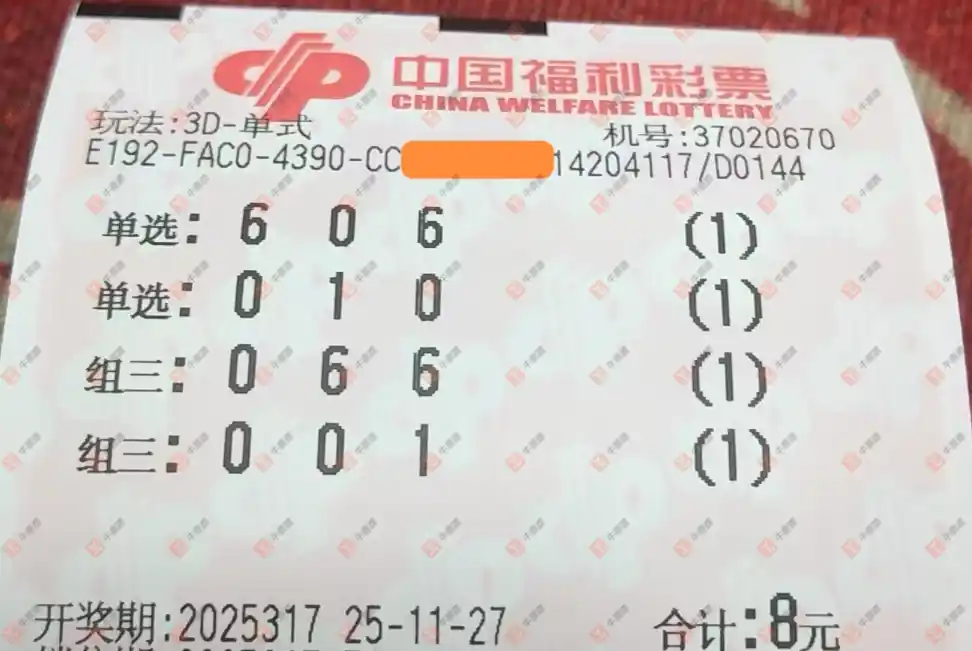 中国福利彩票
CHINA WELFARE LOTTERY
玩法:3D-单式
机号:37020670
E192-FAC0-4390-CC 14204117/D0144
单选: 6 0 6 (1)
单选: 0 1 0 (1)
组三: 0 6 6 (1)
组三: 0 0 1 (1)
开奖期:2025317 25-11-27 合计:8元